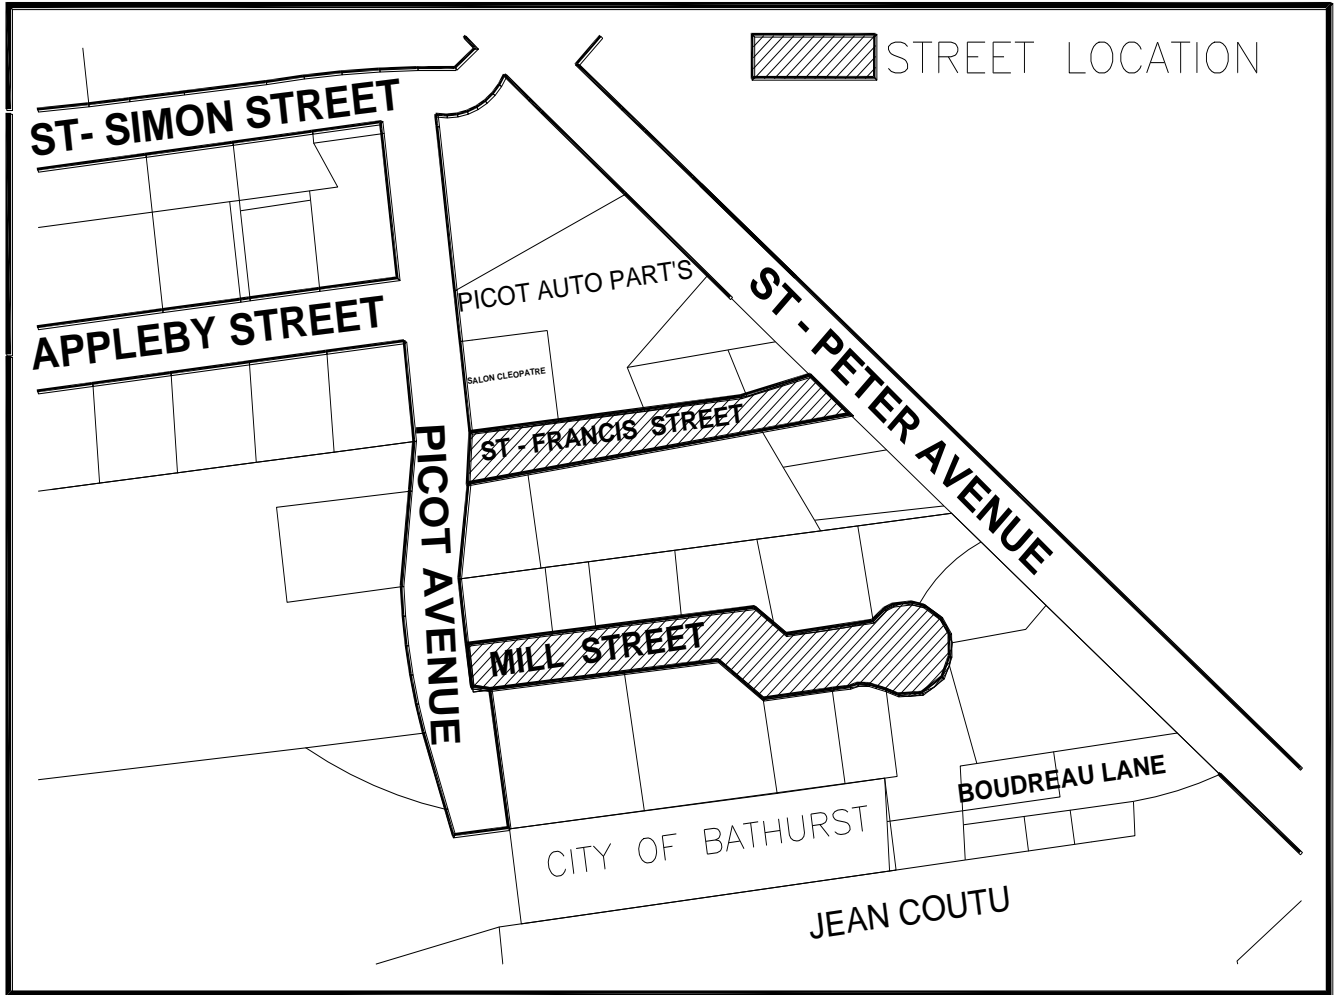 STREET LOCATION
ST- SIMON STREET
PICOT AUTO PART'S
ST - PETER AVENUE
APPLEBY STREET
SALON CLEOPATRE
ST - FRANCIS STREET
PICOT AVENUE
MILL STREET
BOUDREAU LANE
CITY OF BATHURST
JEAN COUTU